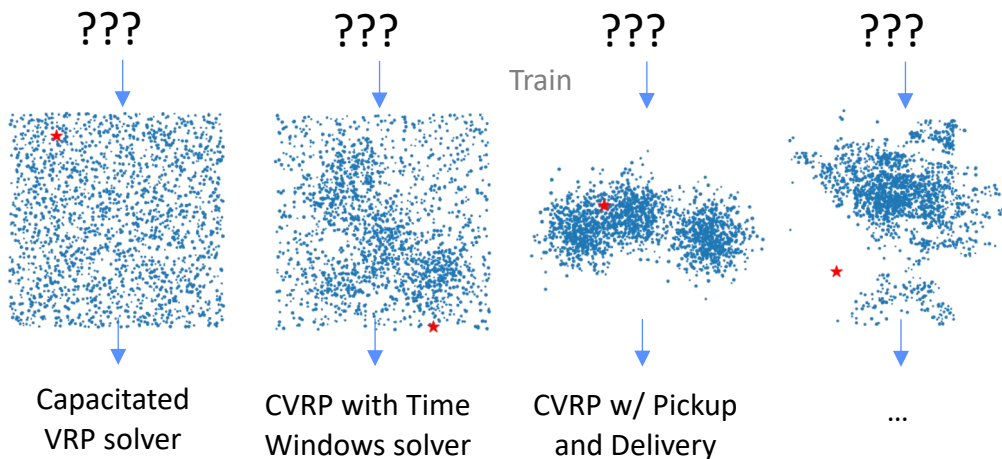 ??? ??? ??? ???
Train
Capacitated
VRP solver
CVRP with Time
Windows solver
CVRP w/ Pickup
and Delivery
...